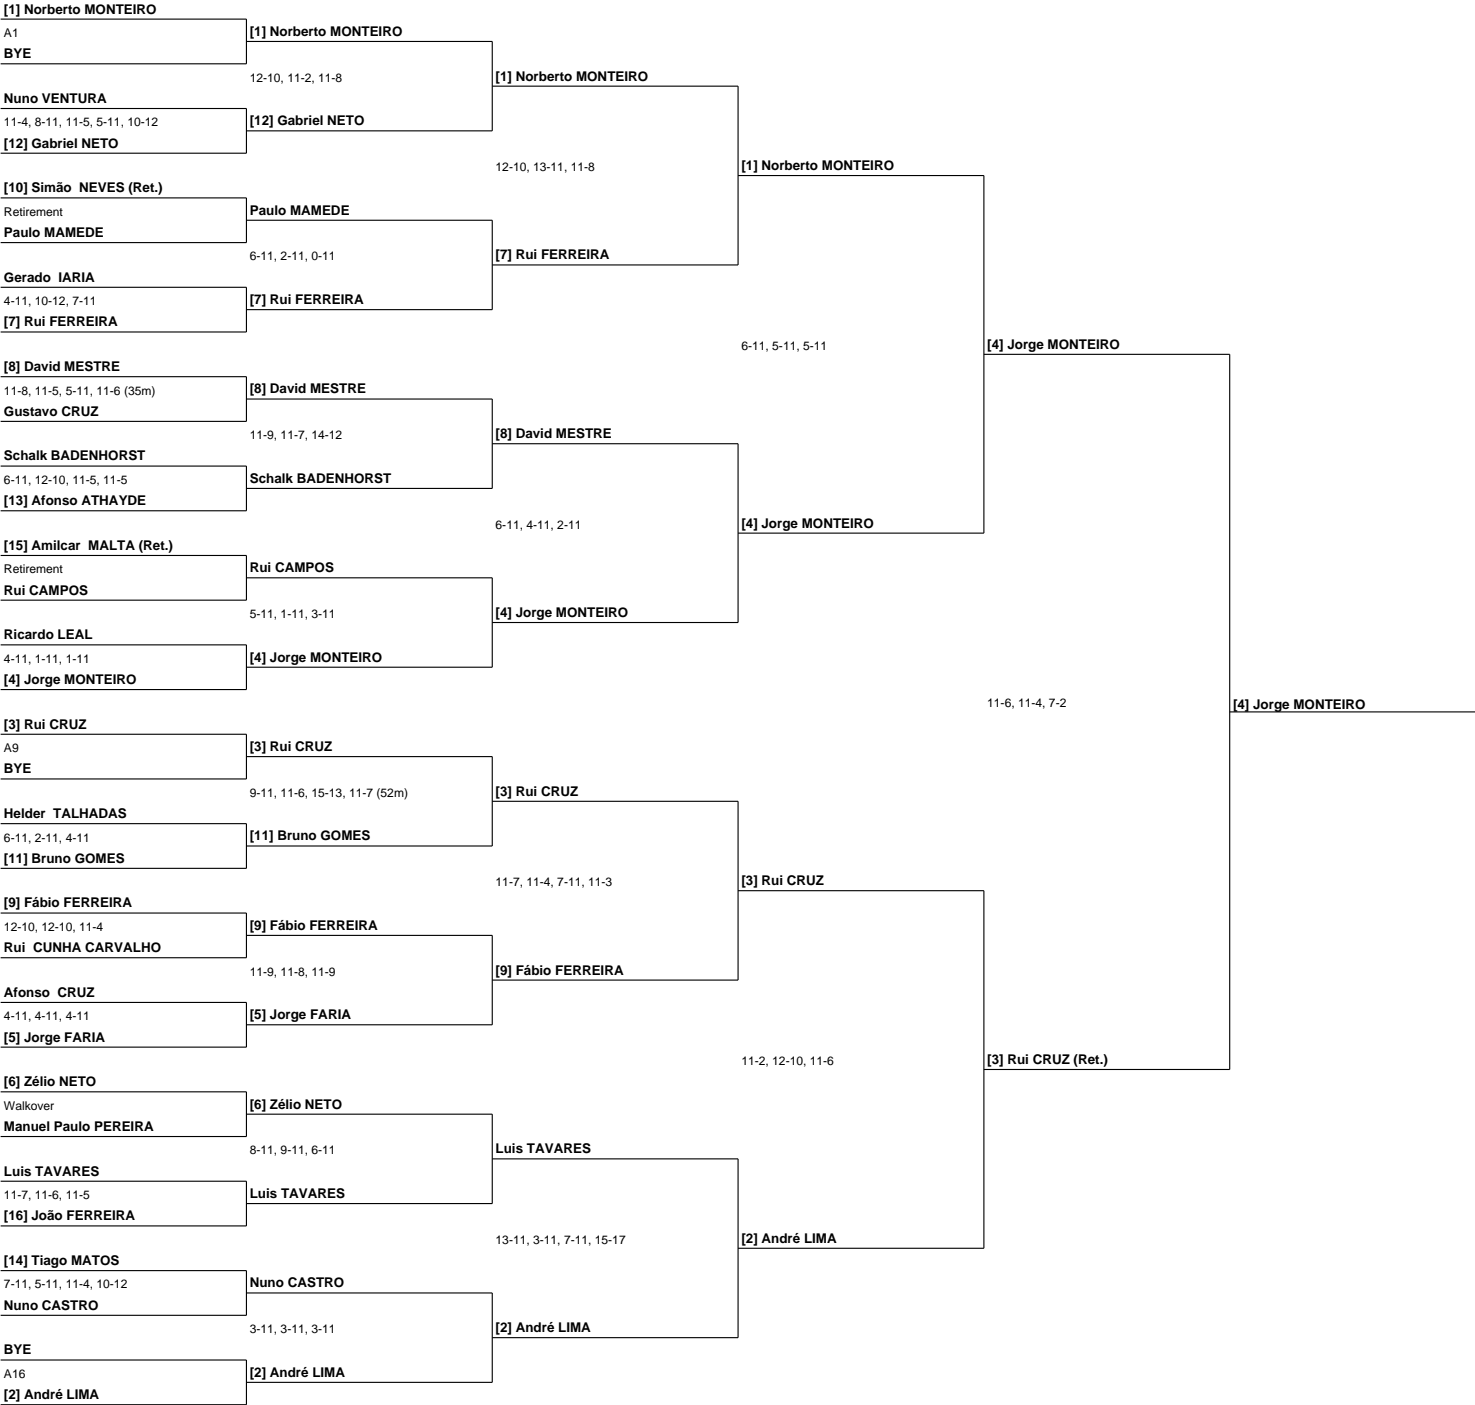 [1] Norberto MONTEIRO
A1
BYE
Nuno VENTURA
11-4, 8-11, 11-5, 5-11, 10-12
[12] Gabriel NETO
[10] Simão  NEVES (Ret.)
Retirement
Paulo MAMEDE
Gerado  IARIA
4-11, 10-12, 7-11
[7] Rui FERREIRA
[8] David MESTRE
11-8, 11-5, 5-11, 11-6 (35m)
Gustavo CRUZ
Schalk BADENHORST
6-11, 12-10, 11-5, 11-5
[13] Afonso ATHAYDE
[15] Amilcar  MALTA (Ret.)
Retirement
Rui CAMPOS
Ricardo LEAL
4-11, 1-11, 1-11
[4] Jorge MONTEIRO
[3] Rui CRUZ
A9
BYE
Helder  TALHADAS
6-11, 2-11, 4-11
[11] Bruno GOMES
[9] Fábio FERREIRA
12-10, 12-10, 11-4
Rui  CUNHA CARVALHO
Afonso  CRUZ
4-11, 4-11, 4-11
[5] Jorge FARIA
[6] Zélio NETO
Walkover
Manuel Paulo PEREIRA
Luis TAVARES
11-7, 11-6, 11-5
[16] João FERREIRA
[14] Tiago MATOS
7-11, 5-11, 11-4, 10-12
Nuno CASTRO
BYE
A16
[2] André LIMA
[1] Norberto MONTEIRO
12-10, 11-2, 11-8
[12] Gabriel NETO
Paulo MAMEDE
6-11, 2-11, 0-11
[7] Rui FERREIRA
[8] David MESTRE
11-9, 11-7, 14-12
Schalk BADENHORST
Rui CAMPOS
5-11, 1-11, 3-11
[4] Jorge MONTEIRO
[3] Rui CRUZ
9-11, 11-6, 15-13, 11-7 (52m)
[11] Bruno GOMES
[9] Fábio FERREIRA
11-9, 11-8, 11-9
[5] Jorge FARIA
[6] Zélio NETO
8-11, 9-11, 6-11
Luis TAVARES
Nuno CASTRO
3-11, 3-11, 3-11
[2] André LIMA
[1] Norberto MONTEIRO
12-10, 13-11, 11-8
[7] Rui FERREIRA
[8] David MESTRE
6-11, 4-11, 2-11
[4] Jorge MONTEIRO
[3] Rui CRUZ
11-7, 11-4, 7-11, 11-3
[9] Fábio FERREIRA
Luis TAVARES
13-11, 3-11, 7-11, 15-17
[2] André LIMA
[1] Norberto MONTEIRO
6-11, 5-11, 5-11
[4] Jorge MONTEIRO
[3] Rui CRUZ
11-2, 12-10, 11-6
[2] André LIMA
[4] Jorge MONTEIRO
11-6, 11-4, 7-2
[3] Rui CRUZ (Ret.)
[4] Jorge MONTEIRO